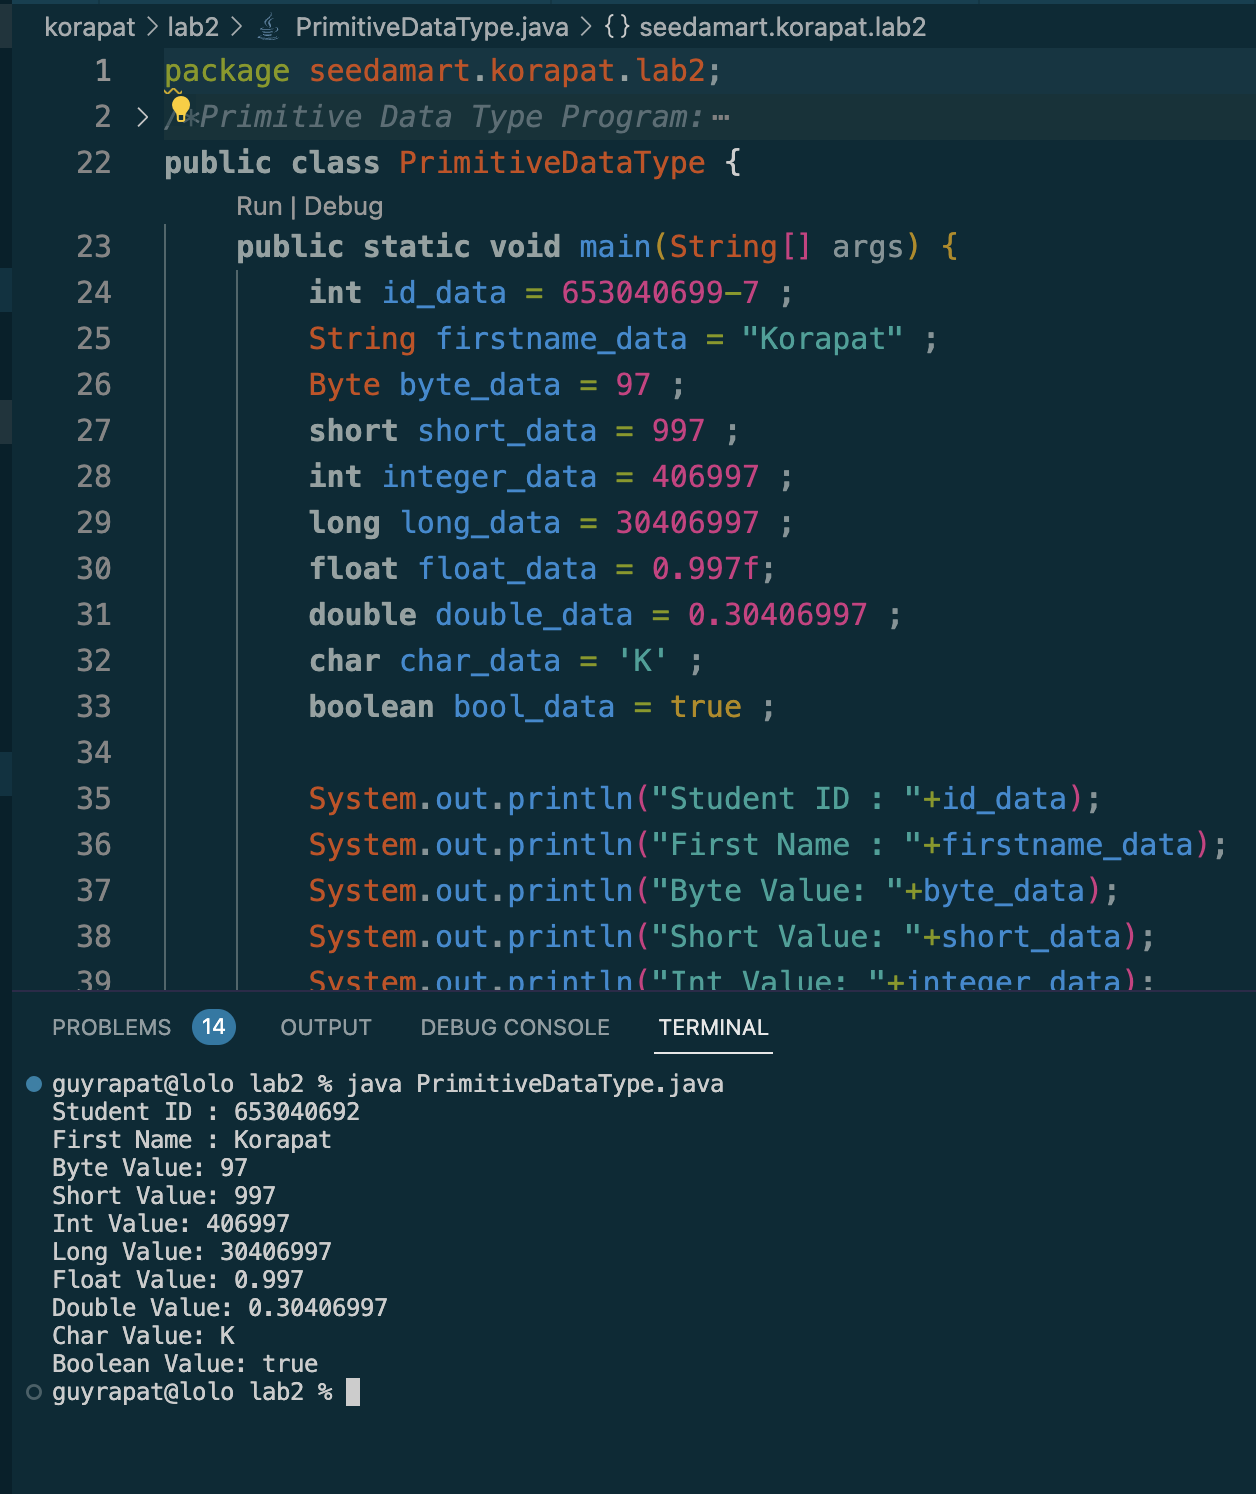 korapat > lab2 > PrimitiveDataType.java > {} seedamart.korapat.lab2
1 package seedamart.korapat.lab2;
2 > /**Primitive Data Type Program:⋯
22 public class PrimitiveDataType {
Run | Debug
23 public static void main(String[] args) {
24 int id_data = 653040699-7 ;
25 String firstname_data = "Korapat" ;
26 Byte byte_data = 97 ;
27 short short_data = 997 ;
28 int integer_data = 406997 ;
29 long long_data = 30406997 ;
30 float float_data = 0.997f;
31 double double_data = 0.30406997 ;
32 char char_data = 'K' ;
33 boolean bool_data = true ;
34
35 System.out.println("Student ID : "+id_data);
36 System.out.println("First Name : "+firstname_data);
37 System.out.println("Byte Value: "+byte_data);
38 System.out.println("Short Value: "+short_data);
39 System.out.println("Int Value: "+integer_data);
PROBLEMS 14 OUTPUT DEBUG CONSOLE TERMINAL
guyrapat@lolo lab2 % java PrimitiveDataType.java
Student ID : 653040692
First Name : Korapat
Byte Value: 97
Short Value: 997
Int Value: 406997
Long Value: 30406997
Float Value: 0.997
Double Value: 0.30406997
Char Value: K
Boolean Value: true
guyrapat@lolo lab2 %